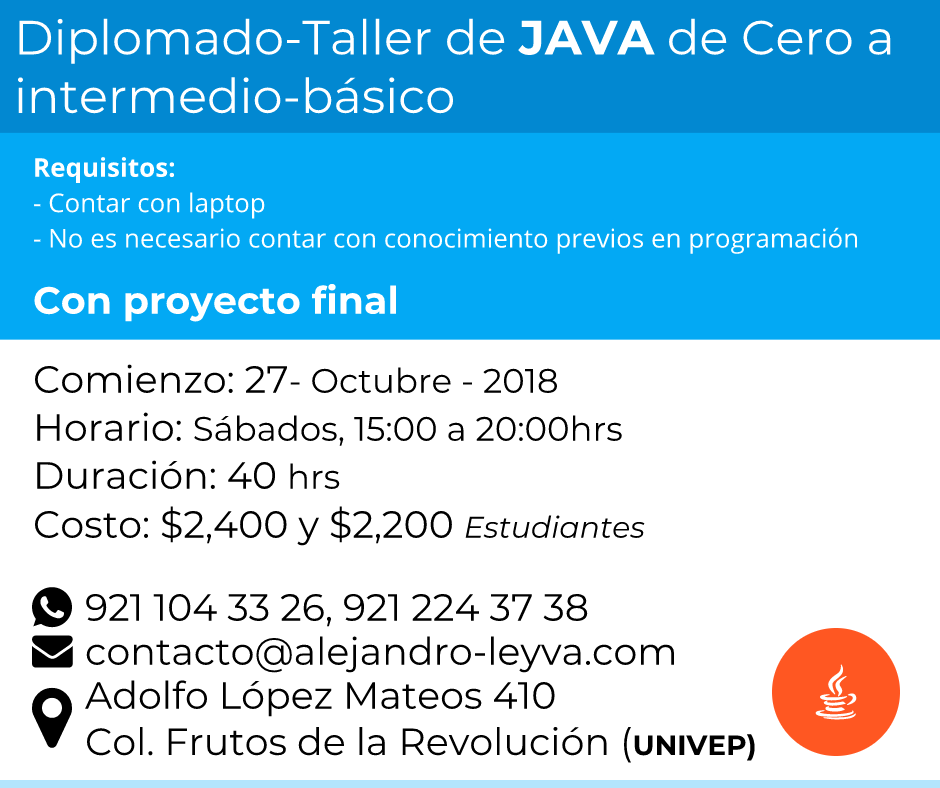 Diplomado-Taller de JAVA de Cero a
intermedio-básico
Requisitos:
- Contar con laptop
- No es necesario contar con conocimiento previos en programación
Con proyecto final
Comienzo: 27- Octubre - 2018
Horario: Sábados, 15:00 a 20:00hrs
Duración: 40 hrs
Costo: $2,400 y $2,200 Estudiantes
921 104 33 26, 921 224 37 38
contacto@alejandro-leyva.com
Adolfo López Mateos 410
Col. Frutos de la Revolución (UNIVEP)